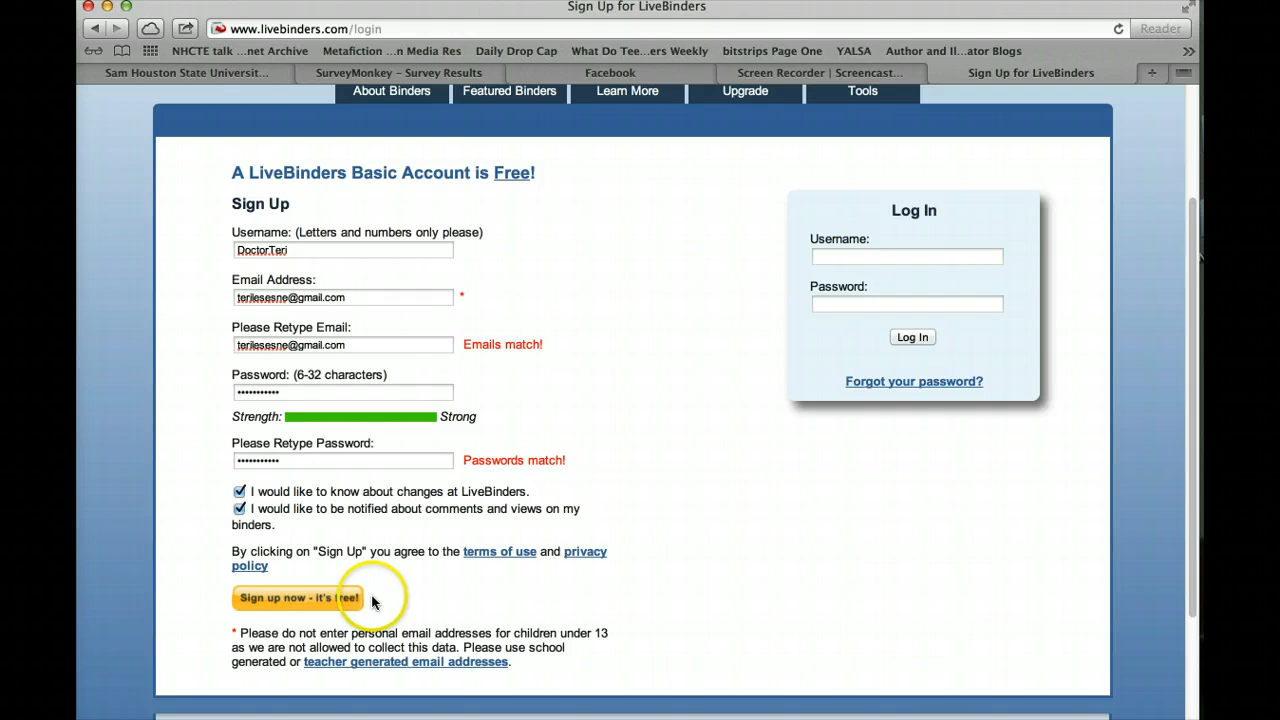 Sign Up for LiveBinders
www.livebinders.com/login
Reader
NHCTE talk ...net Archive
Metafiction ...n Media Res
Daily Drop Cap
What Do Tee...ers Weekly
bitstrips Page One
YALSA
Author and Il...ator Blogs
Sam Houston State Universit...
SurveyMonkey – Survey Results
Facebook
Screen Recorder | Screencast...
Sign Up for LiveBinders
About Binders
Featured Binders
Learn More
Upgrade
Tools
A LiveBinders Basic Account is Free!
Sign Up
Username: (Letters and numbers only please)
DoctorTeri
Email Address:
terilesesne@gmail.com *
Please Retype Email:
terilesesne@gmail.com Emails match!
Password: (6-32 characters)
•••••••••••
Strength: Strong
Please Retype Password:
••••••••••• Passwords match!
I would like to know about changes at LiveBinders.
I would like to be notified about comments and views on my
binders.
By clicking on "Sign Up" you agree to the terms of use and privacy
policy
Sign up now - it's free!
* Please do not enter personal email addresses for children under 13
as we are not allowed to collect this data. Please use school
generated or teacher generated email addresses.
Log In
Username:
Password:
Log In
Forgot your password?